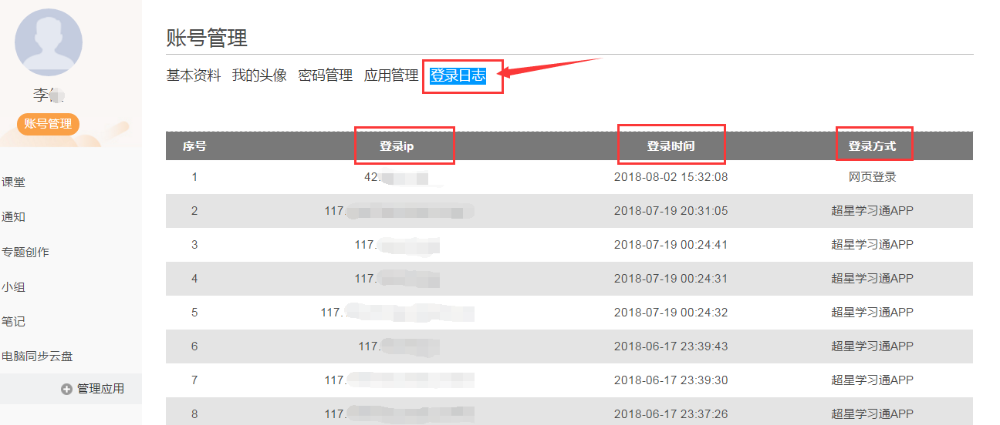 账号管理
基本资料 我的头像 密码管理 应用管理 登录日志
李
账号管理
课堂
通知
专题创作
小组
笔记
电脑同步云盘
管理应用
序号 登录ip 登录时间 登录方式
1 42. 2018-08-02 15:32:08 网页登录
2 117. 2018-07-19 20:31:05 超星学习通APP
3 117. 2018-07-19 00:24:41 超星学习通APP
4 117. 2018-07-19 00:24:31 超星学习通APP
5 117. 2018-07-19 00:24:32 超星学习通APP
6 117. 2018-06-17 23:39:43 超星学习通APP
7 117. 2018-06-17 23:39:30 超星学习通APP
8 117. 2018-06-17 23:37:26 超星学习通APP